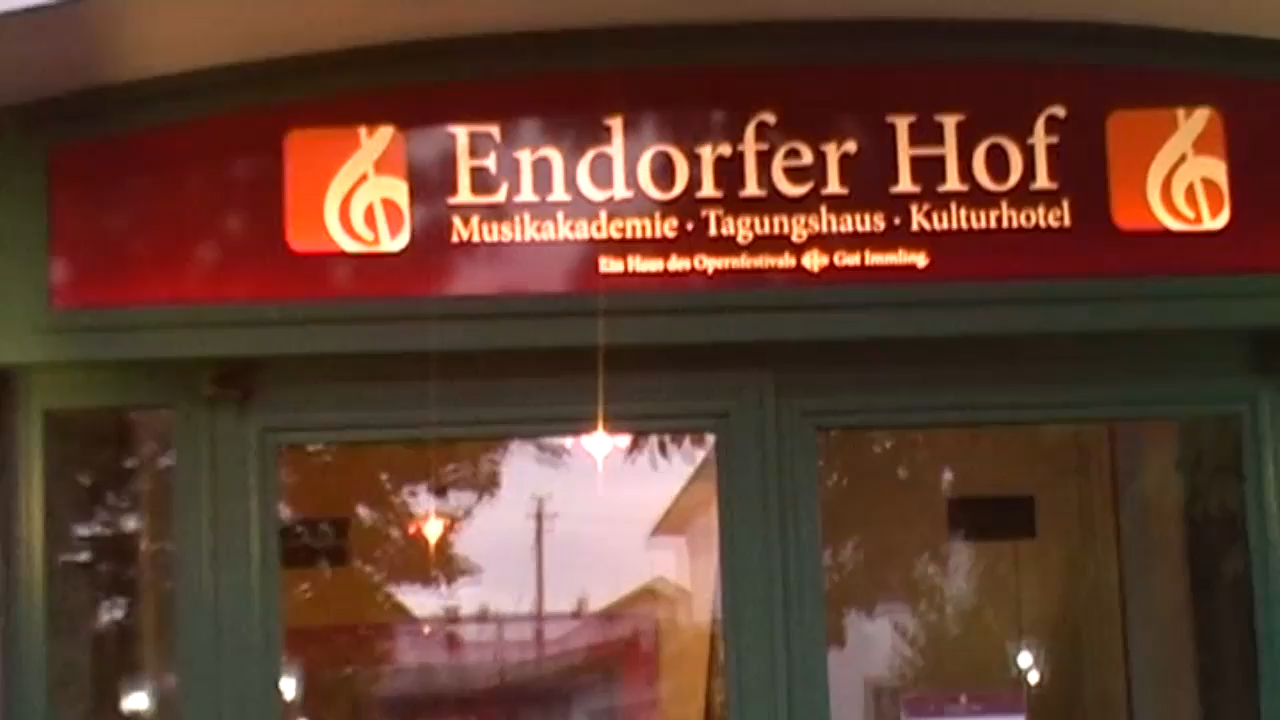 Endorfer Hof
Musikakademie · Tagungshaus · Kulturhotel
Ein Haus des Opernfestivals Gut Immling